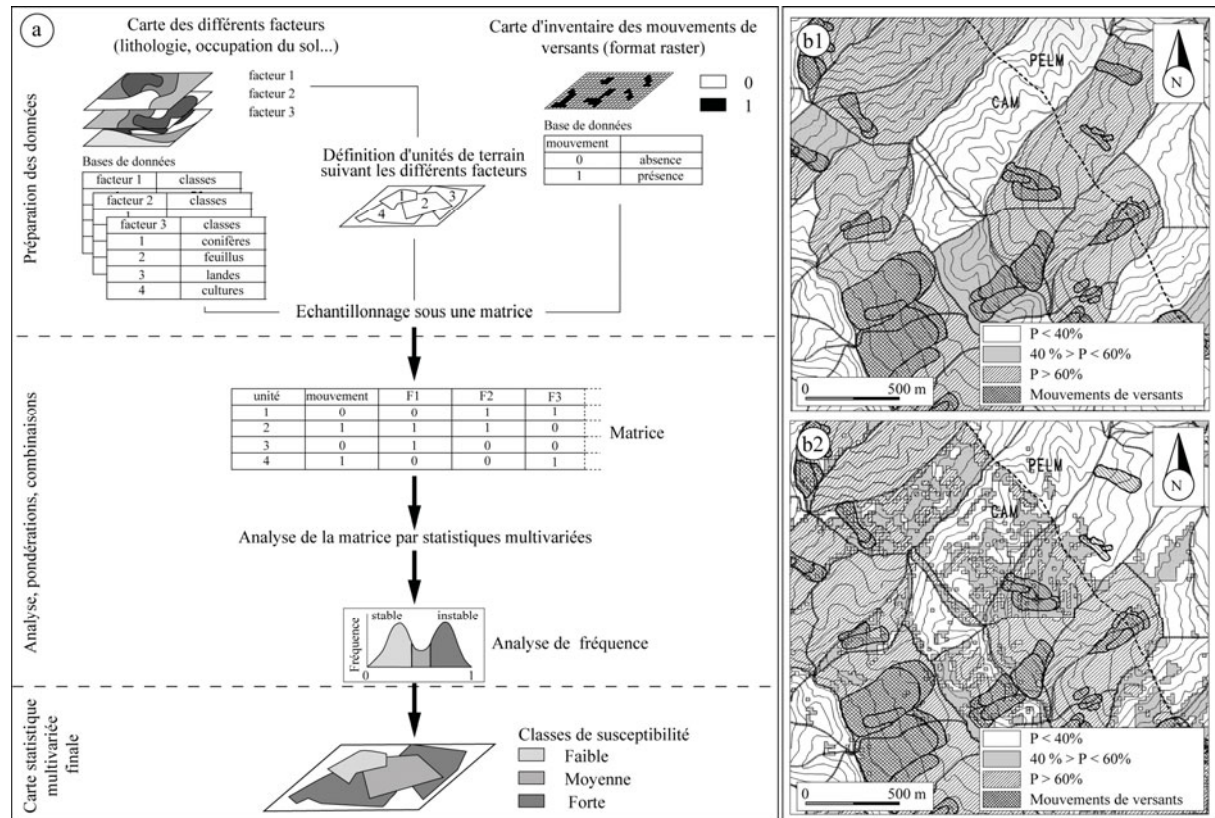 a
Carte des différents facteurs
(lithologie, occupation du sol...)
Carte d'inventaire des mouvements de
versants (format raster)
facteur 1
facteur 2
facteur 3
0
1
Bases de données
facteur 1 classes
facteur 2 classes
1
facteur 3 classes
1 conifères
2 feuillus
3 landes
4 cultures
Définition d'unités de terrain
suivant les différents facteurs
1 2 3 4
Base de données
mouvement
0 absence
1 présence
Préparation des données
Echantillonnage sous une matrice
unité mouvement F1 F2 F3
1 0 0 1 1
2 1 1 1 0
3 0 1 0 0
4 1 0 0 1
Matrice
Analyse de la matrice par statistiques multivariées
Analyse, pondérations, combinaisons
stable instable
Fréquence
0 1
Analyse de fréquence
Carte statistique
multivariée
finale
Classes de susceptibilité
Faible
Moyenne
Forte
b1
PELM
CAM
N
P < 40%
40 % > P < 60%
P > 60%
Mouvements de versants
0 500 m
b2
PELM
CAM
N
P < 40%
40 % > P < 60%
P > 60%
Mouvements de versants
0 500 m